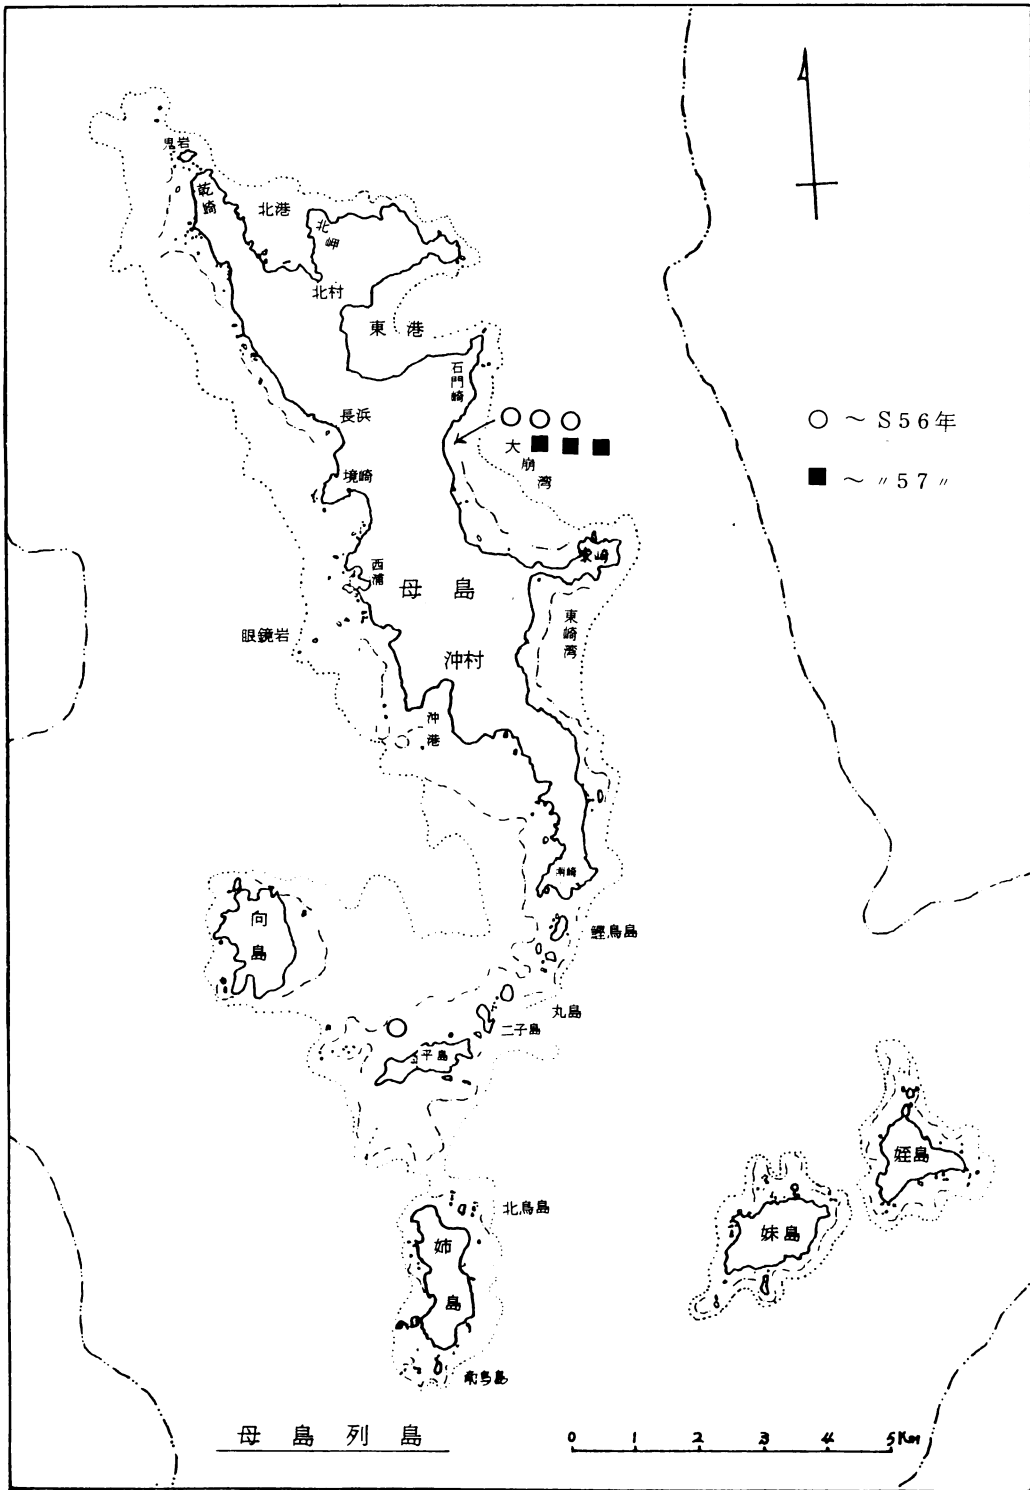 鬼岩
乾崎
北港
北岬
北村
東港
石門崎
長浜
大崩湾
○ ～ S56年
■ ～ 〃57〃
境崎
東崎
西浦
母島
東崎湾
眼鏡岩
沖村
沖港
南崎
向島
鰹鳥島
丸島
二子島
平島
姪島
北鳥島
姉島
妹島
南鳥島
母島列島
0 1 2 3 4 5Km